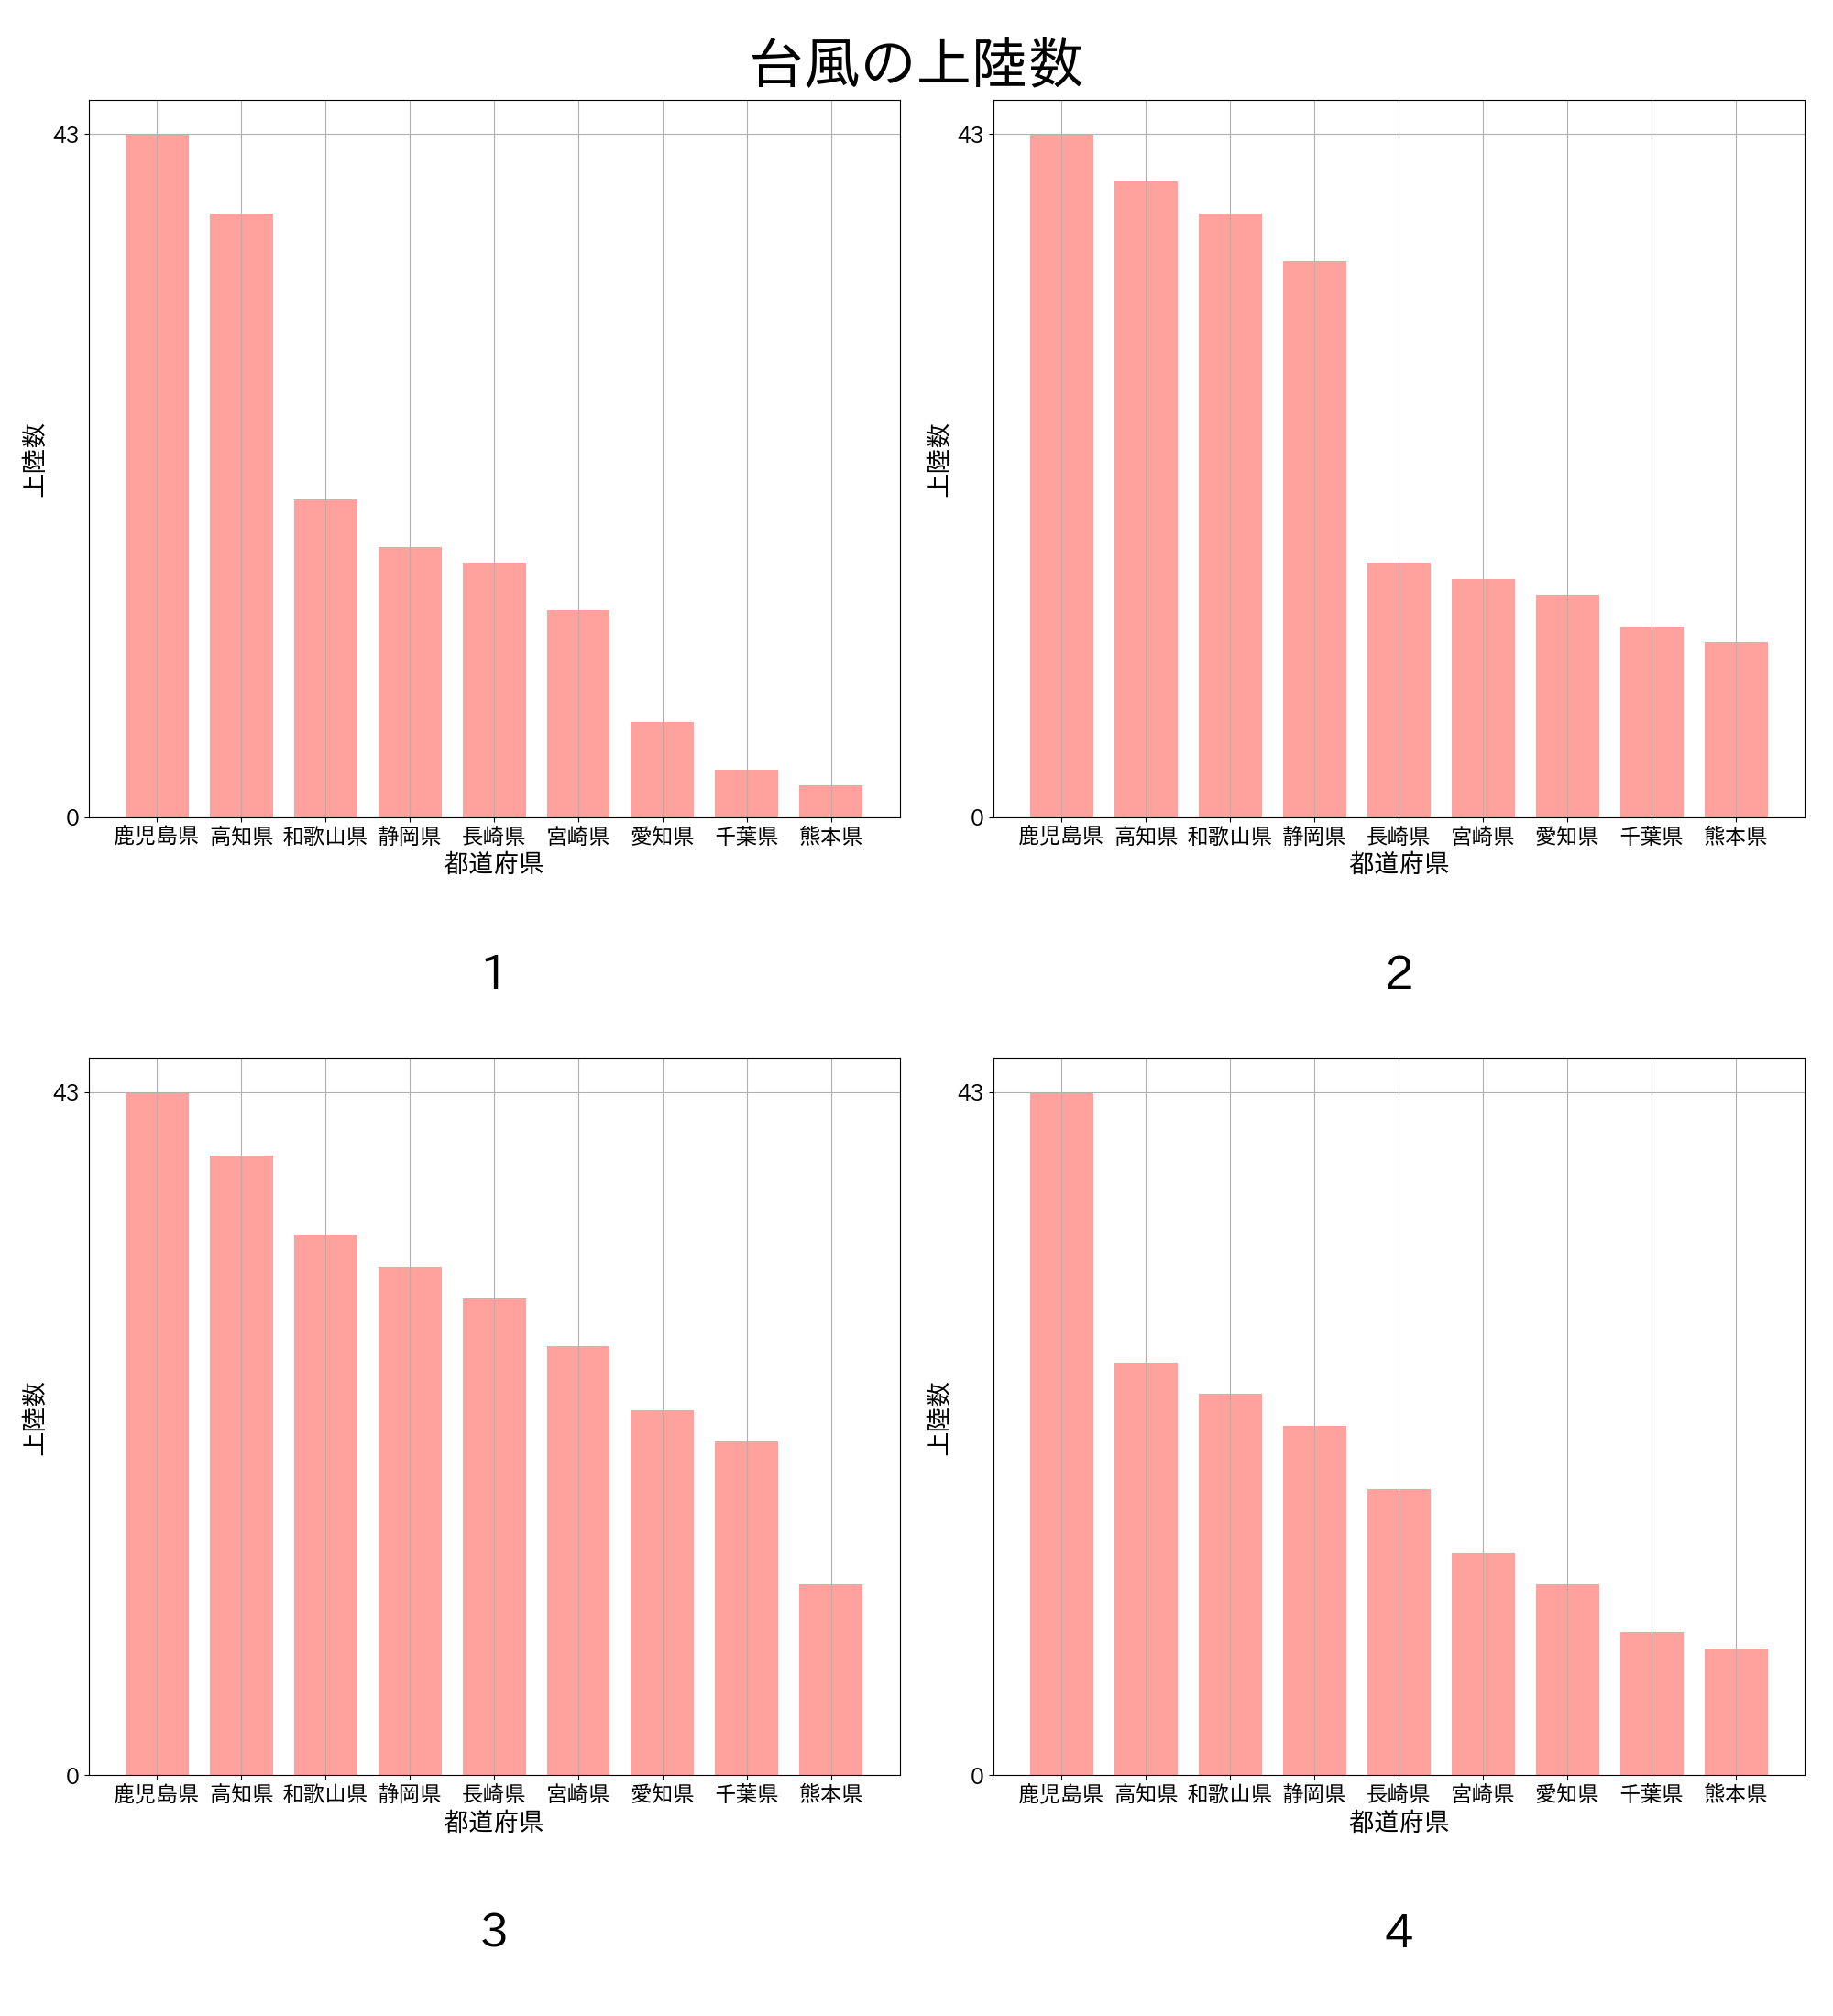 台風の上陸数
43
0
上陸数
鹿児島県 高知県 和歌山県 静岡県 長崎県 宮崎県 愛知県 千葉県 熊本県
都道府県
1
43
0
上陸数
鹿児島県 高知県 和歌山県 静岡県 長崎県 宮崎県 愛知県 千葉県 熊本県
都道府県
2
43
0
上陸数
鹿児島県 高知県 和歌山県 静岡県 長崎県 宮崎県 愛知県 千葉県 熊本県
都道府県
3
43
0
上陸数
鹿児島県 高知県 和歌山県 静岡県 長崎県 宮崎県 愛知県 千葉県 熊本県
都道府県
4